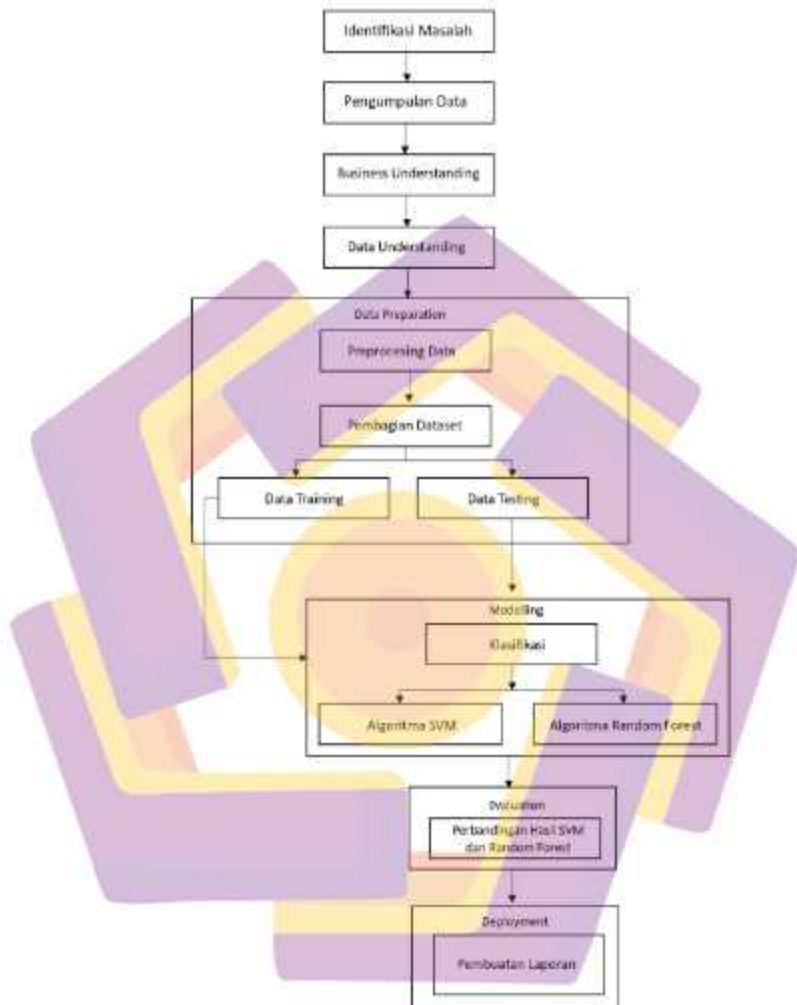 Identifikasi Masalah
Pengumpulan Data
Business Understanding
Data Understanding
Data Preparation
Preprocesing Data
Pembagian Dataset
Data Training
Data Testing
Modelling
Klasifikasi
Algoritma SVM
Algoritma Random Forest
Evaluation
Perbandingan Hasil SVM
dan Random Forest
Deployment
Pembuatan Laporan